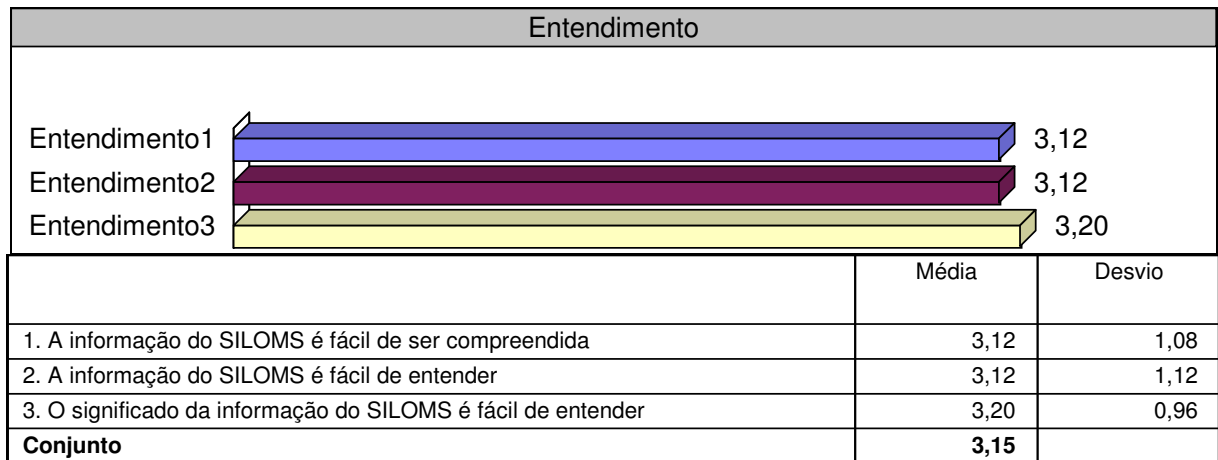 Entendimento
Entendimento1 3,12
Entendimento2 3,12
Entendimento3 3,20
Média Desvio
1. A informação do SILOMS é fácil de ser compreendida 3,12 1,08
2. A informação do SILOMS é fácil de entender 3,12 1,12
3. O significado da informação do SILOMS é fácil de entender 3,20 0,96
Conjunto 3,15